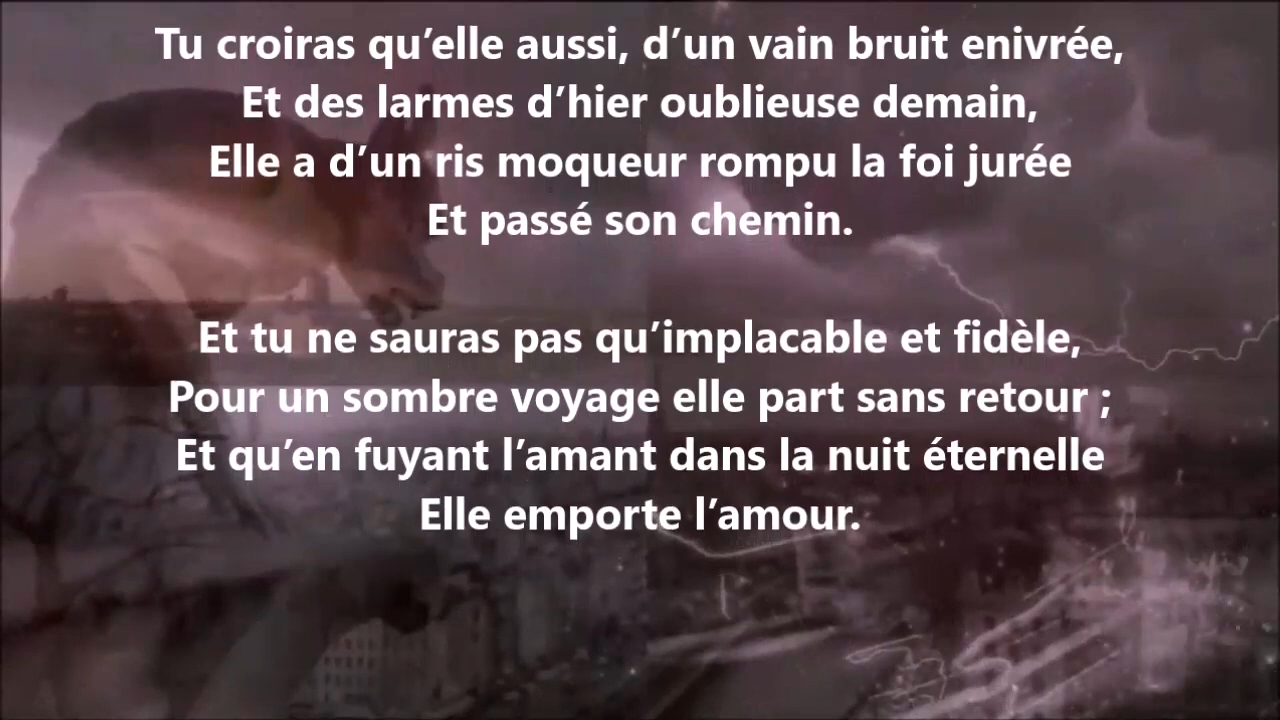 Tu croiras qu’elle aussi, d’un vain bruit enivrée,
Et des larmes d’hier oublieuse demain,
Elle a d’un ris moqueur rompu la foi jurée
Et passé son chemin.
Et tu ne sauras pas qu’implacable et fidèle,
Pour un sombre voyage elle part sans retour ;
Et qu’en fuyant l’amant dans la nuit éternelle
Elle emporte l’amour.